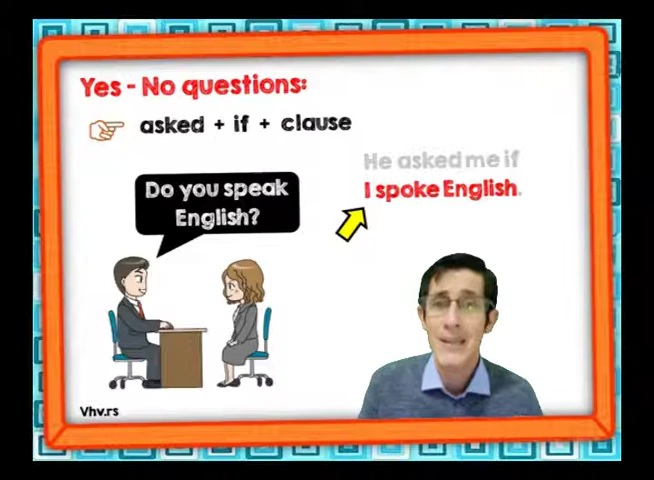 Yes - No questions:
asked + if + clause
He asked me if
I spoke English.
Do you speak
English?
Vhv.rs